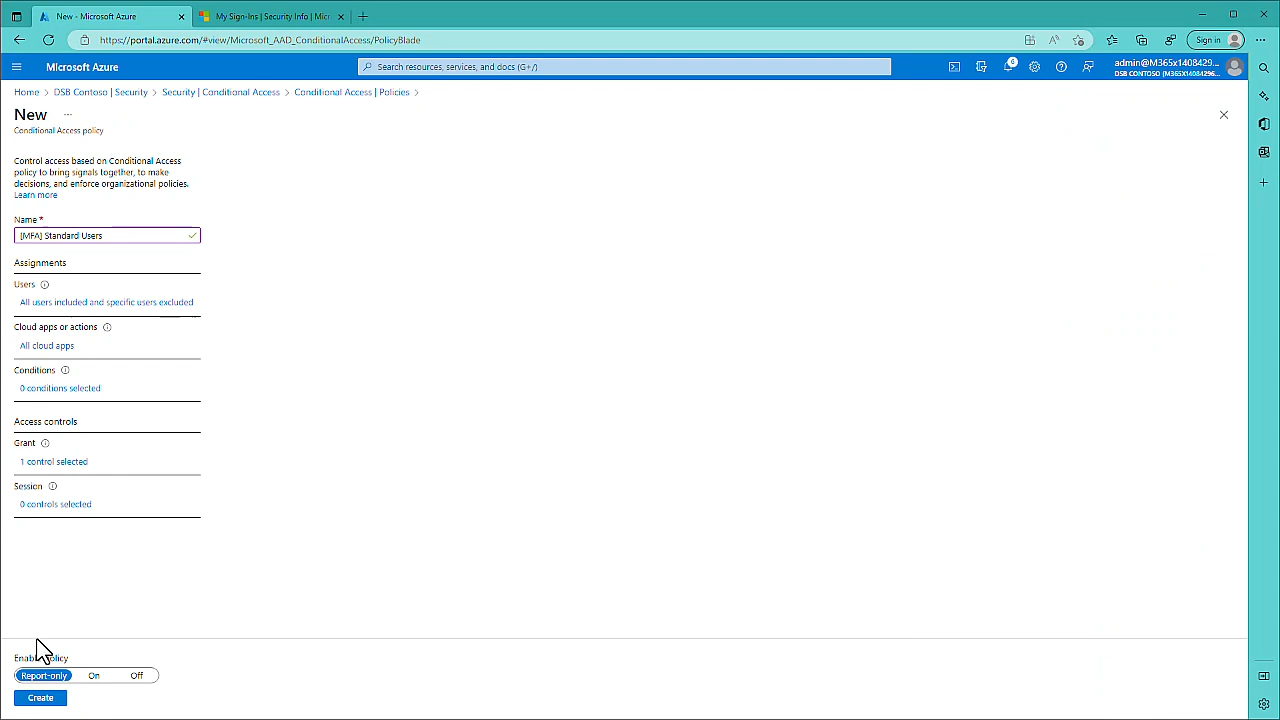 New - Microsoft Azure
My Sign-Ins | Security Info | Micr
https://portal.azure.com/#view/Microsoft_AAD_ConditionalAccess/PolicyBlade
Sign in
Microsoft Azure
Search resources, services, and docs (G+/)
6
admin@M365x1408429...
DSB CONTOSO (M365X14084296...
Home > DSB Contoso | Security > Security | Conditional Access > Conditional Access | Policies >
New ...
Conditional Access policy
Control access based on Conditional Access
policy to bring signals together, to make
decisions, and enforce organizational policies.
Learn more
Name *
[MFA] Standard Users
Assignments
Users
All users included and specific users excluded
Cloud apps or actions
All cloud apps
Conditions
0 conditions selected
Access controls
Grant
1 control selected
Session
0 controls selected
Enable policy
Report-only On Off
Create